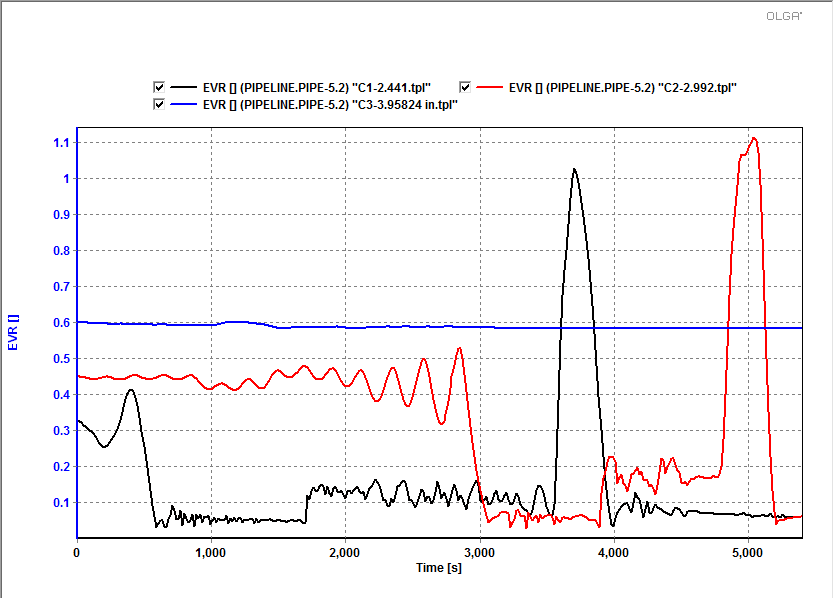 OLGA
EVR [] (PIPELINE.PIPE-5.2) "C1-2.441.tpl"
EVR [] (PIPELINE.PIPE-5.2) "C2-2.992.tpl"
EVR [] (PIPELINE.PIPE-5.2) "C3-3.95824 in.tpl"
1.1
1
0.9
0.8
0.7
0.6
0.5
0.4
0.3
0.2
0.1
EVR []
0 1,000 2,000 3,000 4,000 5,000
Time [s]